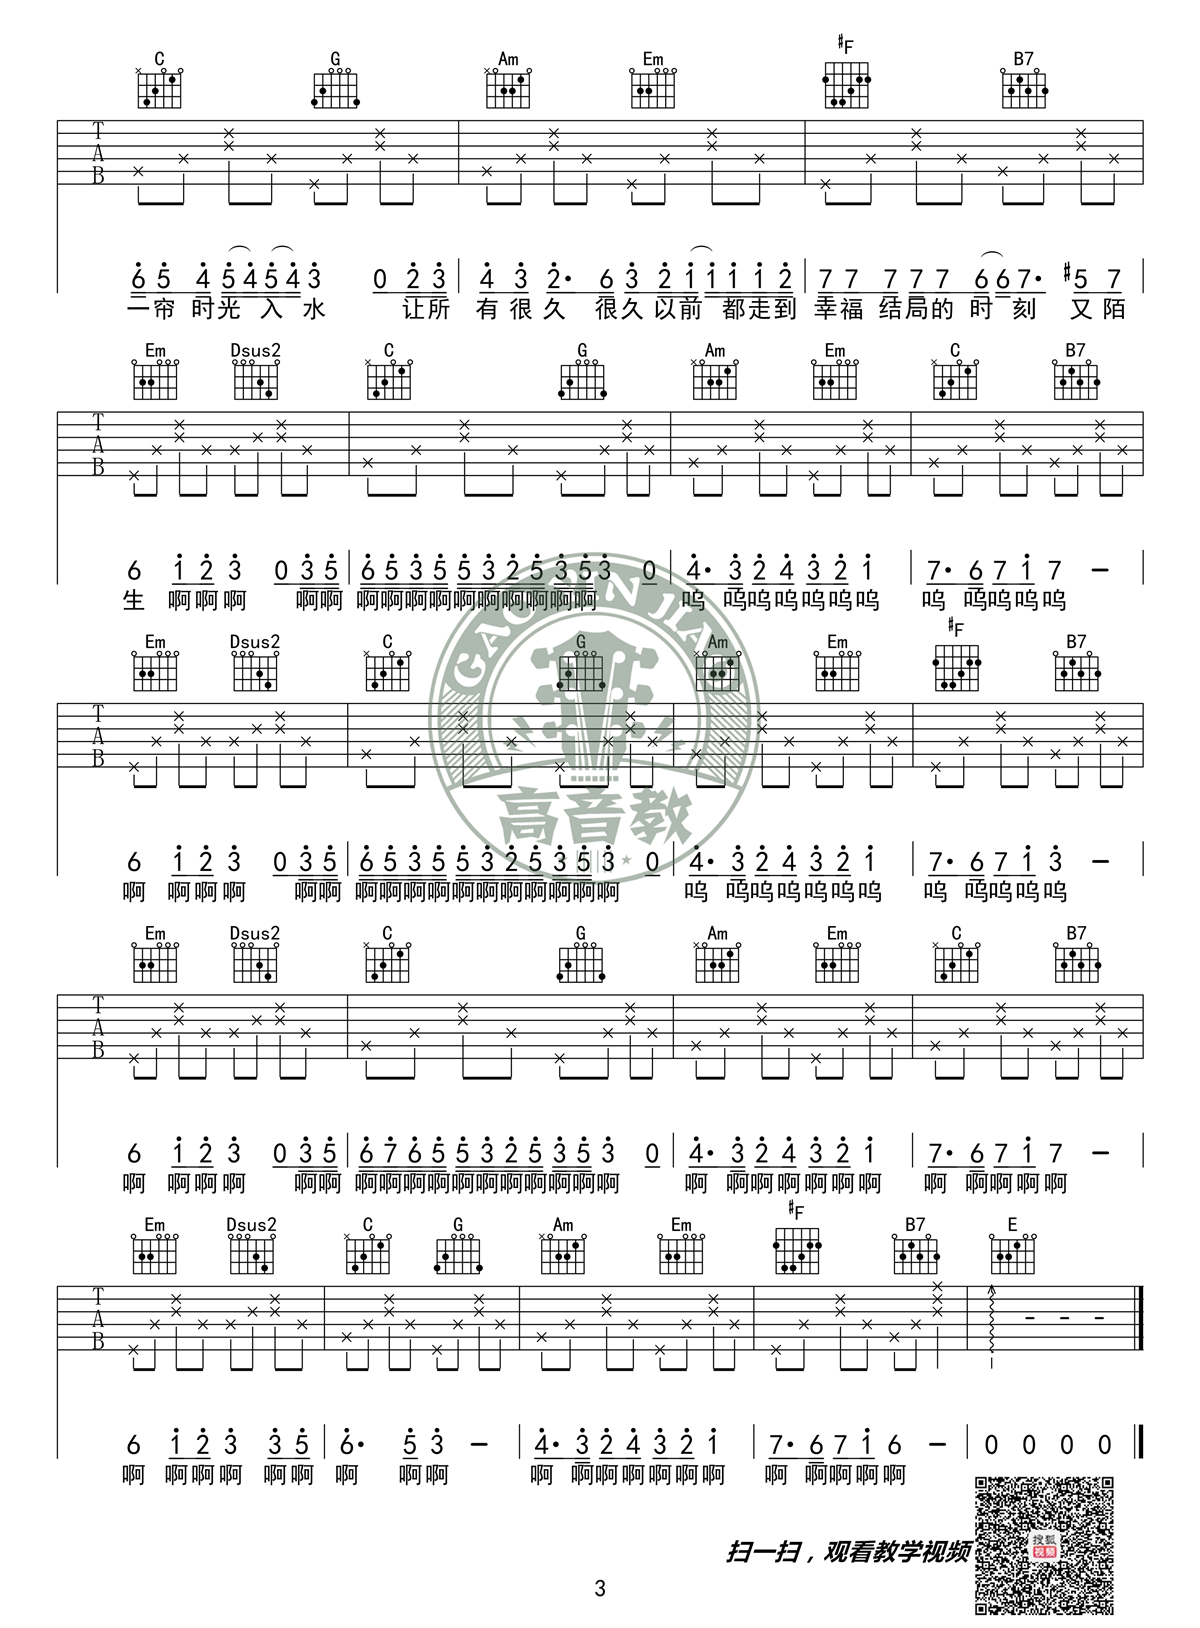 C G Am Em #F B7
T
A
B
6 5 4 5 4 5 4 3 0 2 3 4 3 2· 6 3 2 1 1 1 1 2 7 7 7 7 7 6 6 7· #5 7
一帘 时光 入 水 让所 有很久 很久以前 都走到 幸福 结局的 时 刻 又陌
Em Dsus2 C G Am Em C B7
T
A
B
6 1 2 3 0 3 5 6 5 3 5 5 3 2 5 3 5 3 0 4· 3 2 4 3 2 1 7· 6 7 1 7 –
生 啊啊啊 啊啊 啊啊啊啊啊啊啊啊啊啊 呜 呜呜呜呜呜呜 呜 呜呜呜呜
Em Dsus2 C G Am Em #F B7
T
A
B
GAO YIN JIAO
高音教
6 1 2 3 0 3 5 6 5 3 5 5 3 2 5 3 5 3 0 4· 3 2 4 3 2 1 7· 6 7 1 3 –
啊 啊啊啊 啊啊 啊啊啊啊啊啊啊啊啊啊啊 呜 呜呜呜呜呜呜 呜 呜呜呜呜
Em Dsus2 C G Am Em C B7
T
A
B
6 1 2 3 0 3 5 6 7 6 5 5 3 2 5 3 5 3 0 4· 3 2 4 3 2 1 7· 6 7 1 7 –
啊 啊啊啊 啊啊 啊啊啊啊啊啊啊啊啊啊啊 啊 啊啊啊啊啊啊 啊 啊啊啊啊
Em Dsus2 C G Am Em #F B7 E
T
A
B
6 1 2 3 3 5 6· 5 3 – 4· 3 2 4 3 2 1 7· 6 7 1 6 – 0 0 0 0
啊 啊啊啊 啊啊 啊 啊啊 啊 啊啊啊啊啊啊 啊 啊啊啊啊
扫一扫，观看教学视频
搜狐
视频
3